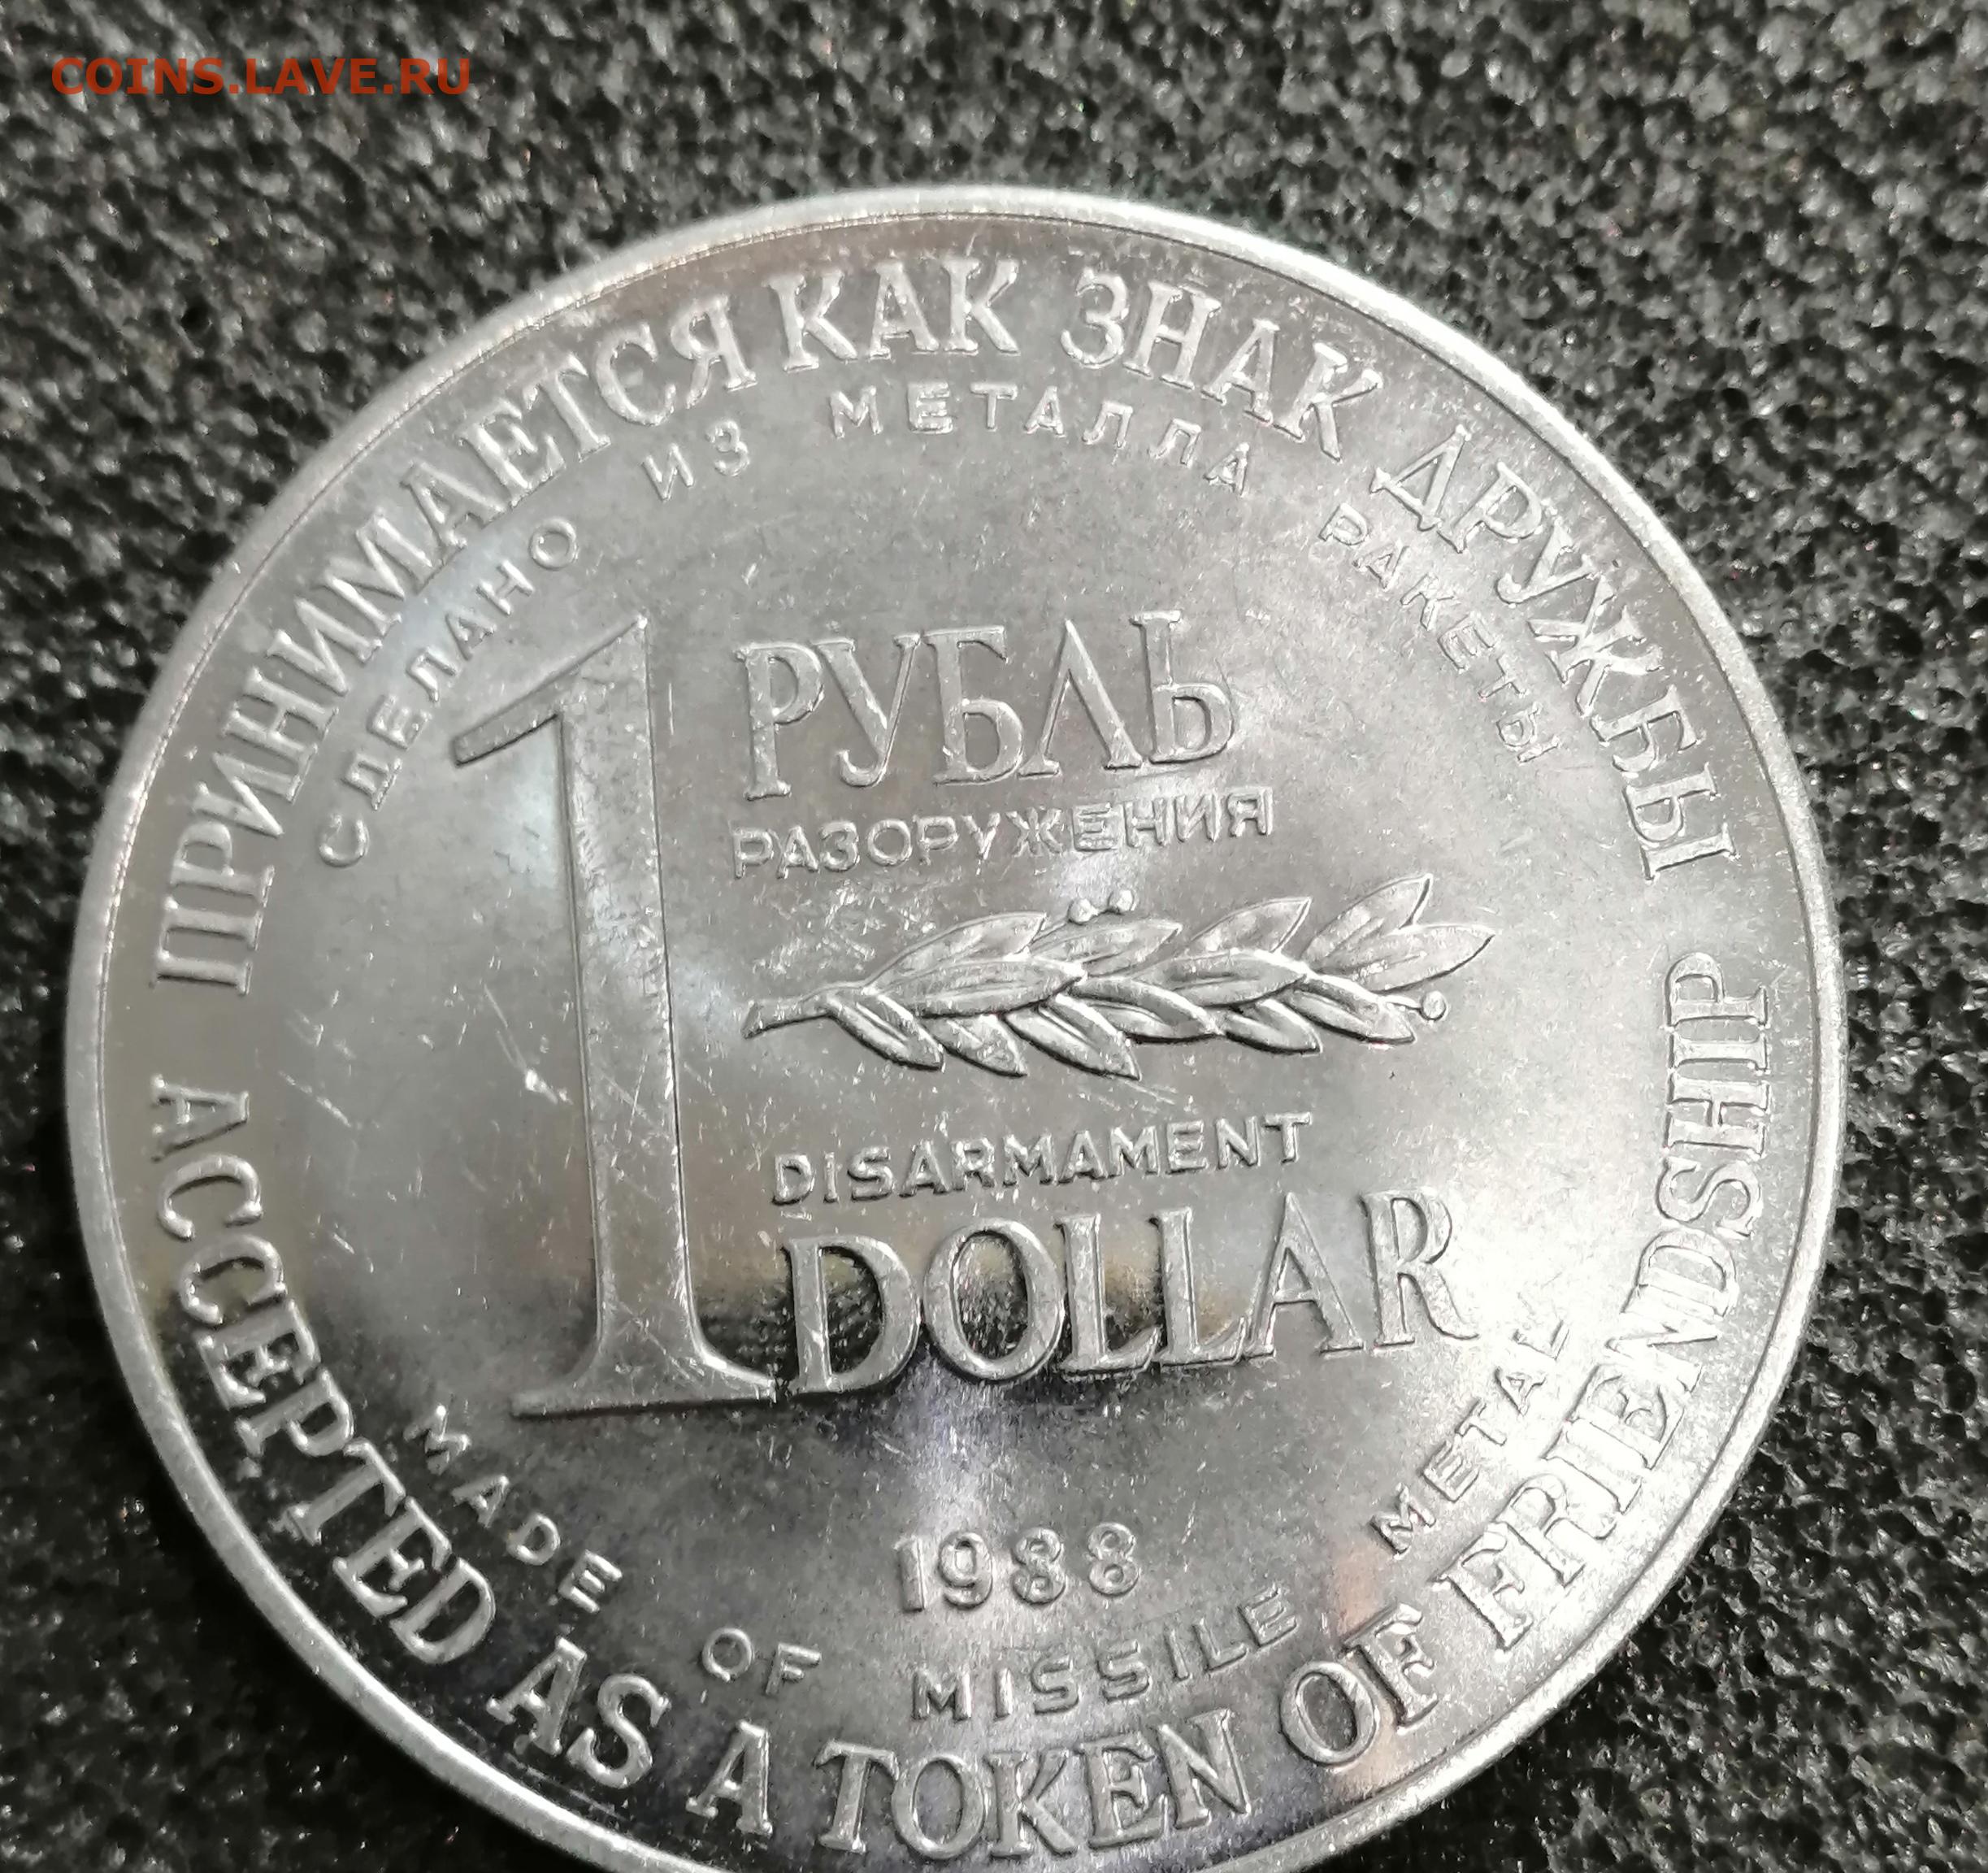 COINS.LAVE.RU
ПРИНИМАЕТСЯ КАК ЗНАК ДРУЖБЫ
СДЕЛАНО ИЗ МЕТАЛЛА РАКЕТЫ
1 РУБЛЬ
РАЗОРУЖЕНИЯ
DISARMAMENT
DOLLAR
1988
MADE OF MISSILE METAL
ACCEPTED AS A TOKEN OF FRIENDSHIP